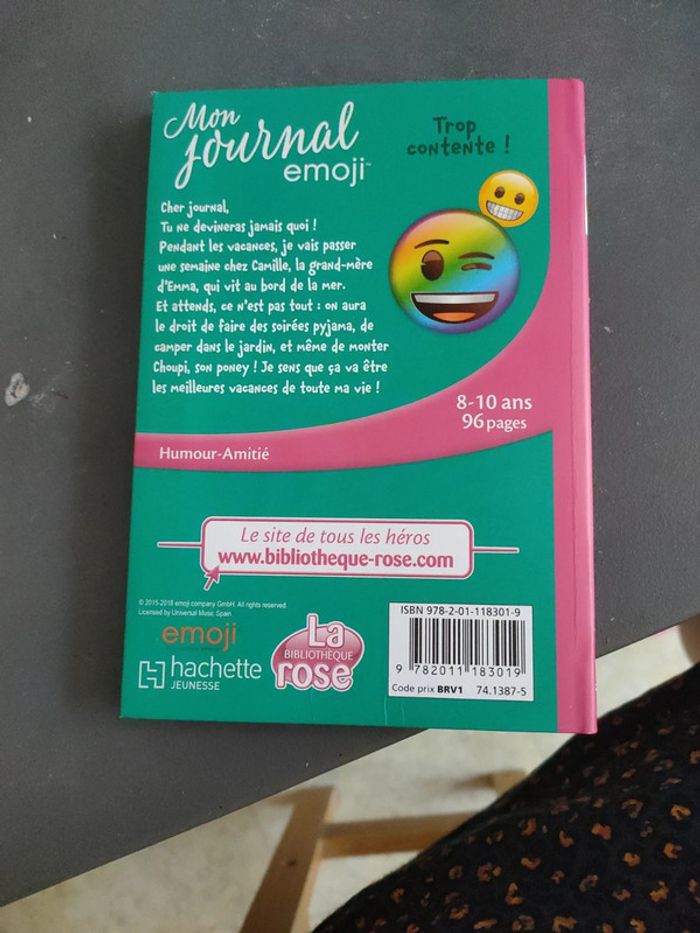 Mon
journal
emoji™
Trop
contente !
Cher journal,
Tu ne devineras jamais quoi !
Pendant les vacances, je vais passer
une semaine chez Camille, la grand-mère
d'Emma, qui vit au bord de la mer.
Et attends, ce n'est pas tout : on aura
le droit de faire des soirées pyjama, de
camper dans le jardin, et même de monter
Choupi, son poney ! Je sens que ça va être
les meilleures vacances de toute ma vie !
8-10 ans
96 pages
Humour-Amitié
Le site de tous les héros
www.bibliotheque-rose.com
© 2015-2018 emoji company GmbH. All rights reserved.
Licensed by Universal Music Spain
emoji
hachette
JEUNESSE
La
BIBLIOTHÈQUE
rose
ISBN 978-2-01-118301-9
9 782011 183019
Code prix BRV1 74.1387-5